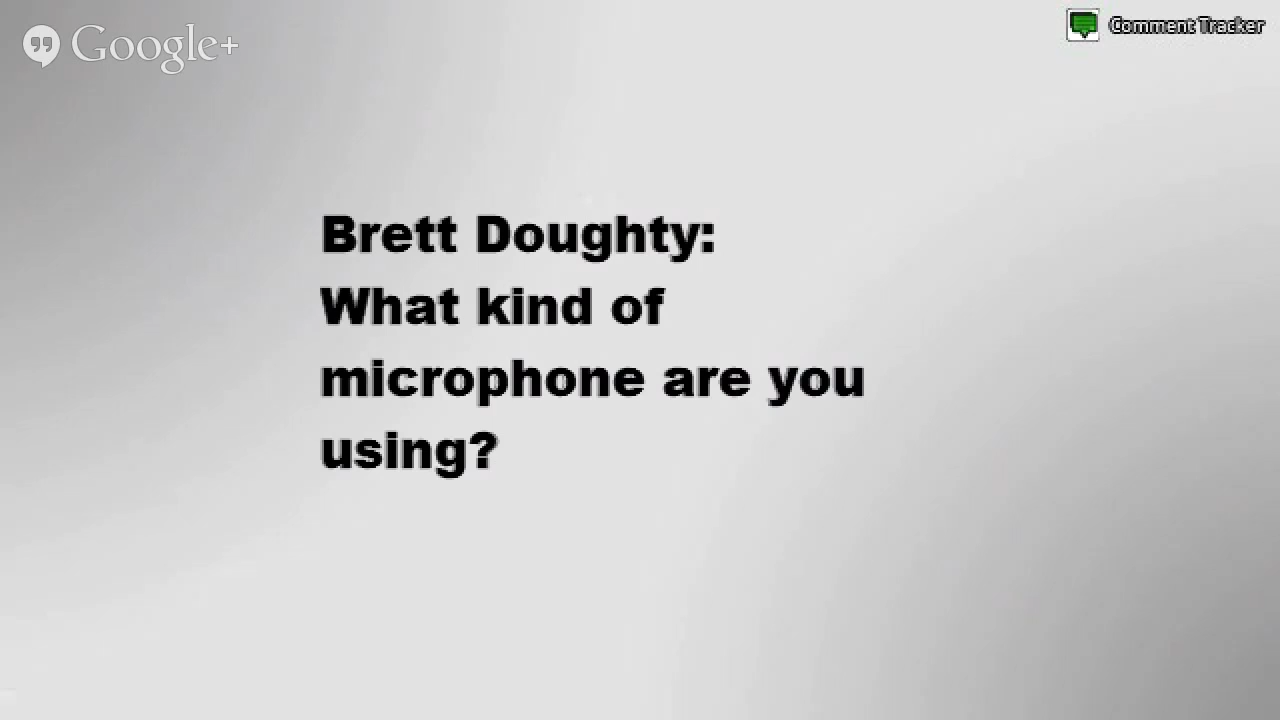 Google+
Comment Tracker
Brett Doughty:
What kind of
microphone are you
using?